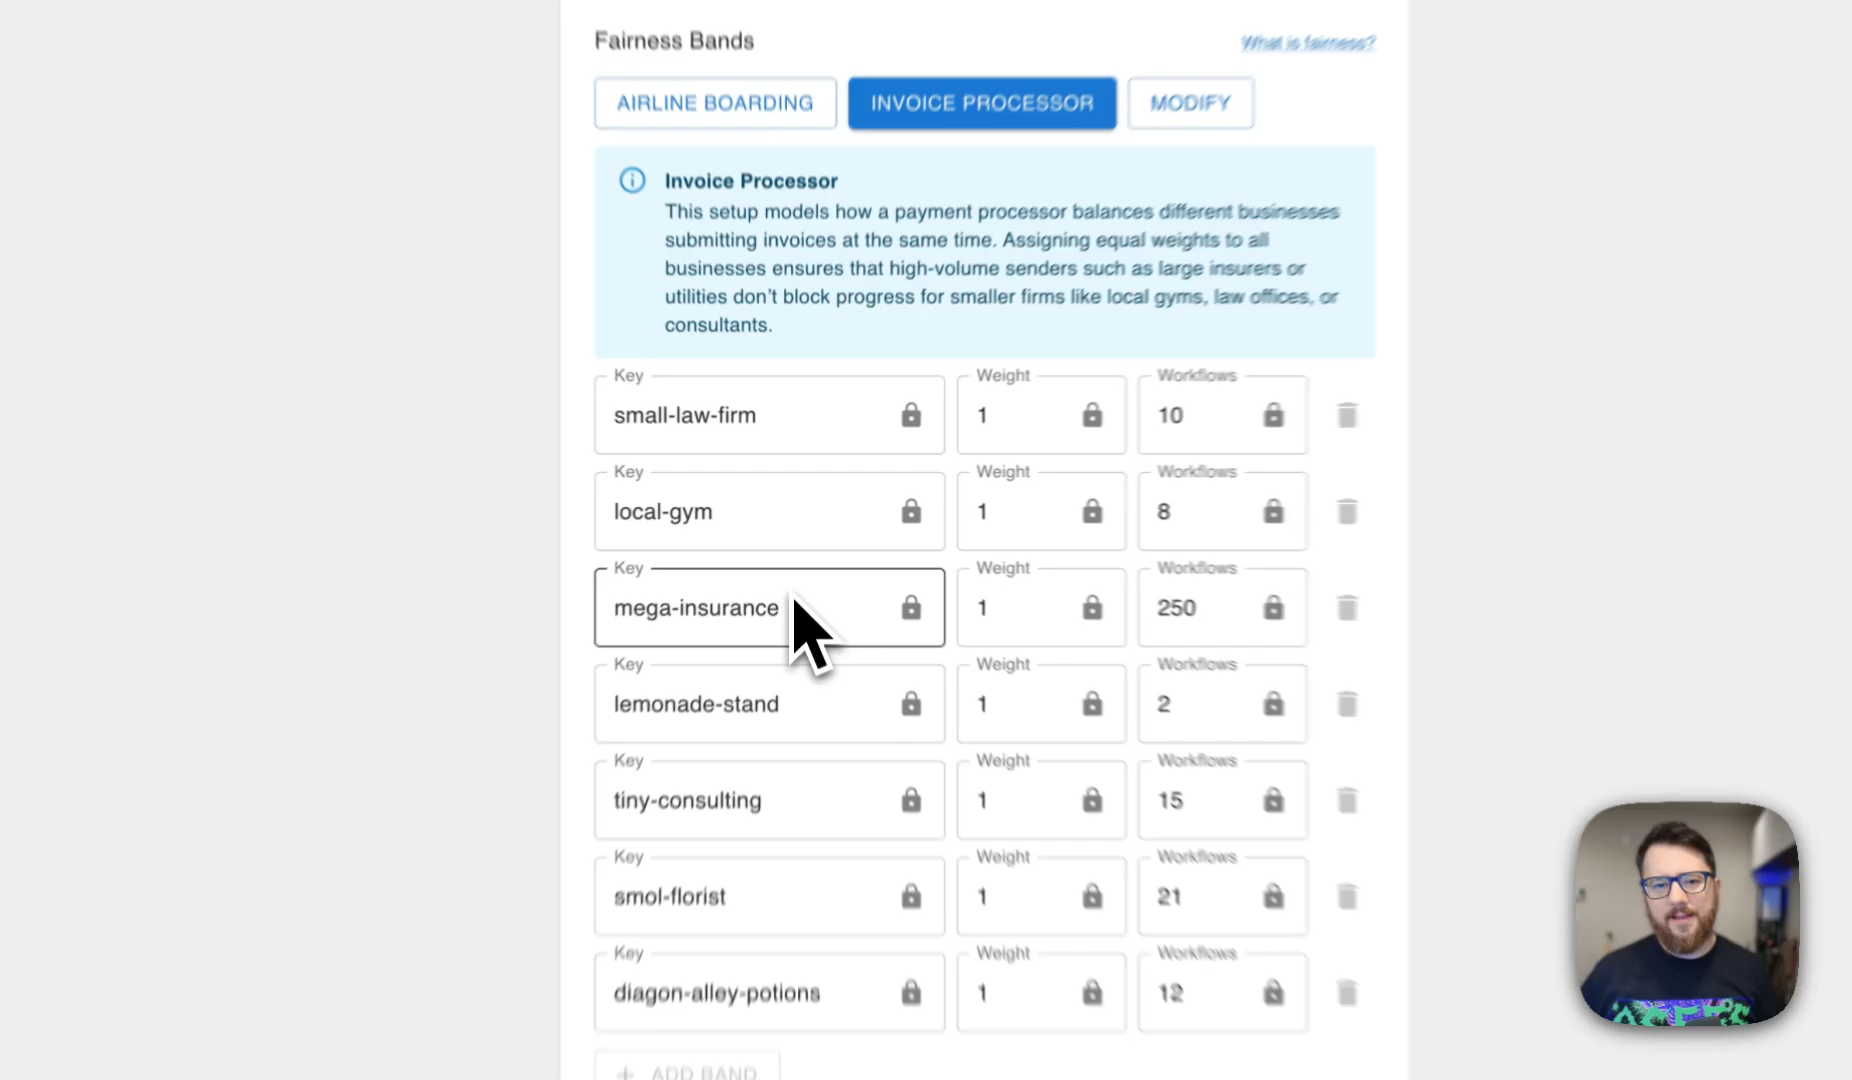 Fairness Bands
What is fairness?
AIRLINE BOARDING
INVOICE PROCESSOR
MODIFY
Invoice Processor
This setup models how a payment processor balances different businesses
submitting invoices at the same time. Assigning equal weights to all
businesses ensures that high-volume senders such as large insurers or
utilities don't block progress for smaller firms like local gyms, law offices, or
consultants.
Key Weight Workflows
small-law-firm 1 10
Key Weight Workflows
local-gym 1 8
Key Weight Workflows
mega-insurance 1 250
Key Weight Workflows
lemonade-stand 1 2
Key Weight Workflows
tiny-consulting 1 15
Key Weight Workflows
smol-florist 1 21
Key Weight Workflows
diagon-alley-potions 1 12
+ ADD BAND